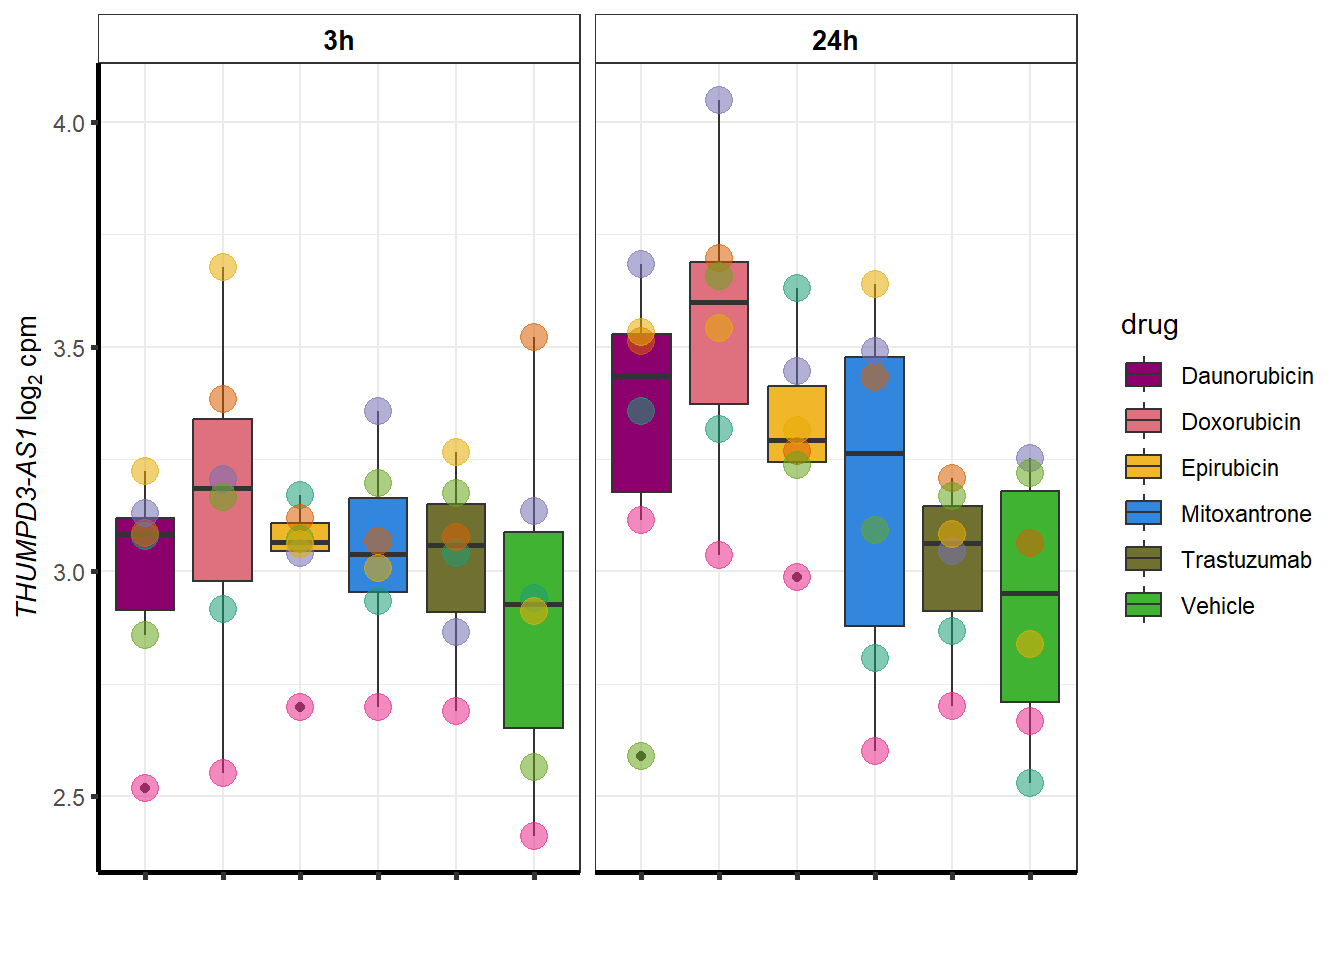 3h
24h
4.0
3.5
3.0
2.5
THUMPD3-AS1 log₂ cpm
drug
Daunorubicin
Doxorubicin
Epirubicin
Mitoxantrone
Trastuzumab
Vehicle